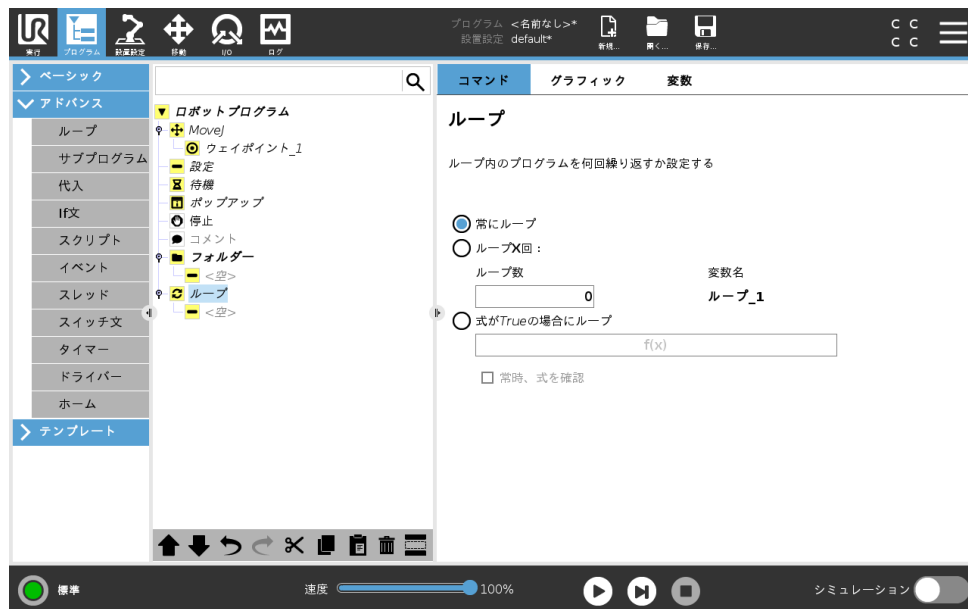 プログラム <名前なし>*
設置設定 default*
実行 プログラム 設置設定 移動 I/O ログ 新規... 開く... 保存...
C C
C C
ベーシック
アドバンス
ループ
サブプログラム
代入
If文
スクリプト
イベント
スレッド
スイッチ文
タイマー
ドライバー
ホーム
テンプレート
ロボットプログラム
MoveJ
ウェイポイント_1
設定
待機
ポップアップ
停止
コメント
フォルダー
<空>
ループ
<空>
コマンド グラフィック 変数
ループ
ループ内のプログラムを何回繰り返すか設定する
常にループ
ループX回：
ループ数 変数名
0 ループ_1
式がTrueの場合にループ
f(x)
常時、式を確認
標準 速度 100% シミュレーション